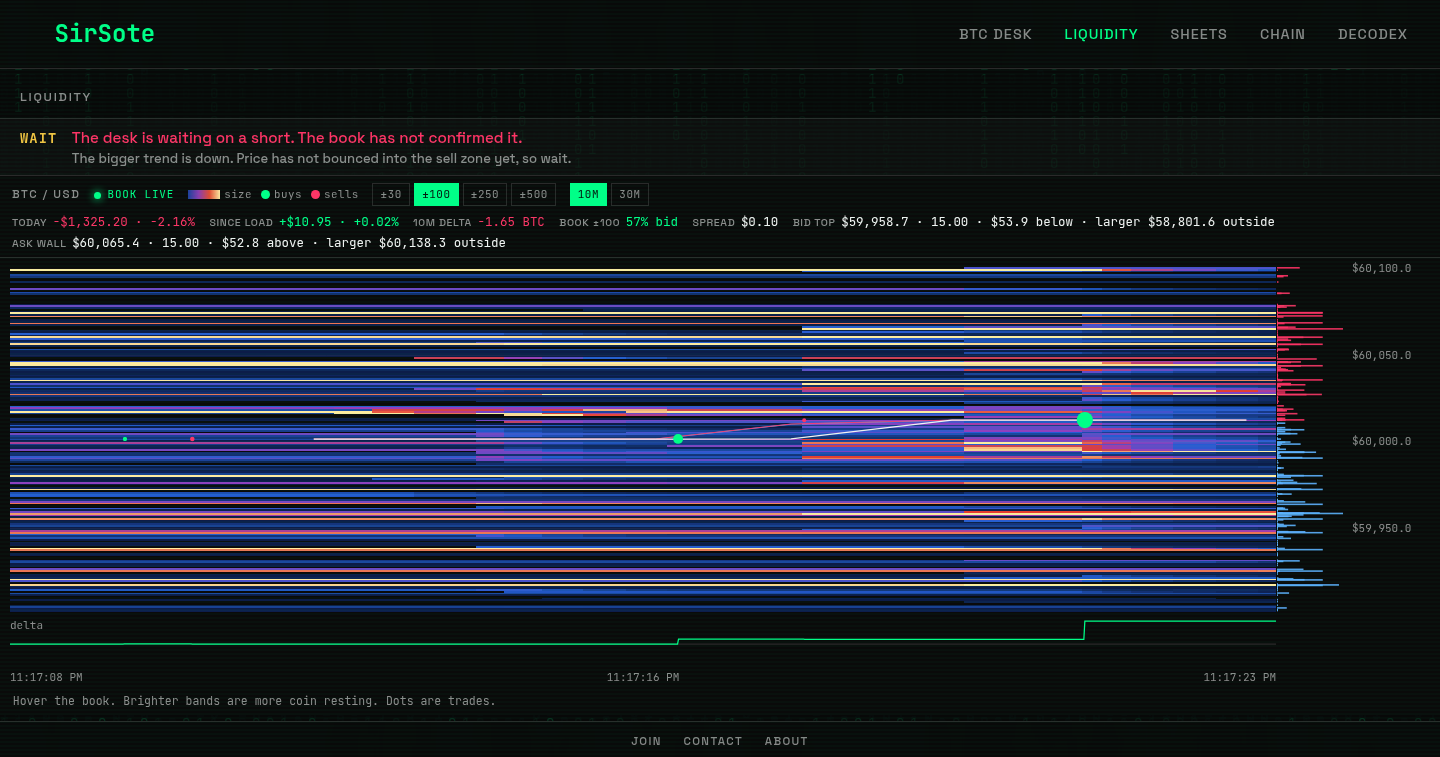 SirSote
BTC DESK LIQUIDITY SHEETS CHAIN DECODEX
LIQUIDITY
WAIT The desk is waiting on a short. The book has not confirmed it.
The bigger trend is down. Price has not bounced into the sell zone yet, so wait.
BTC / USD BOOK LIVE size buys sells ±30 ±100 ±250 ±500 10M 30M
TODAY -$1,325.20 · -2.16% SINCE LOAD +$10.95 · +0.02% 10M DELTA -1.65 BTC BOOK ±100 57% bid SPREAD $0.10 BID TOP $59,958.7 · 15.00 · $53.9 below · larger $58,801.6 outside
ASK WALL $60,065.4 · 15.00 · $52.8 above · larger $60,138.3 outside
$60,100.0
$60,050.0
$60,000.0
$59,950.0
delta
11:17:08 PM 11:17:16 PM 11:17:23 PM
Hover the book. Brighter bands are more coin resting. Dots are trades.
JOIN CONTACT ABOUT